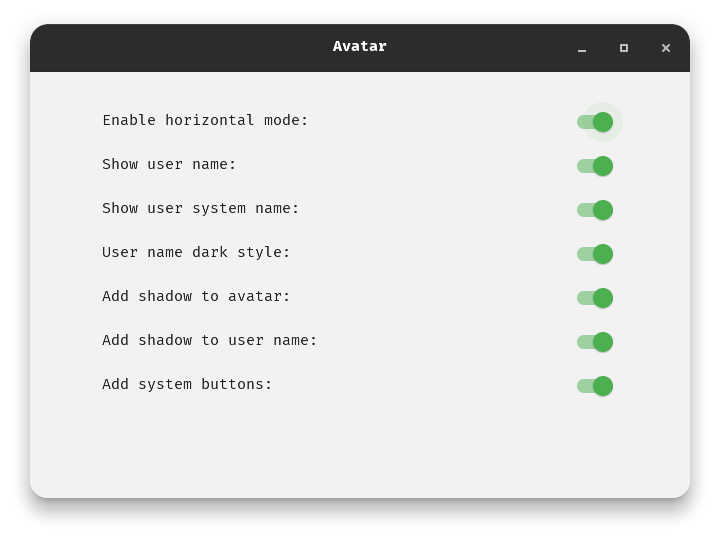 Avatar
Enable horizontal mode:
Show user name:
Show user system name:
User name dark style:
Add shadow to avatar:
Add shadow to user name:
Add system buttons: